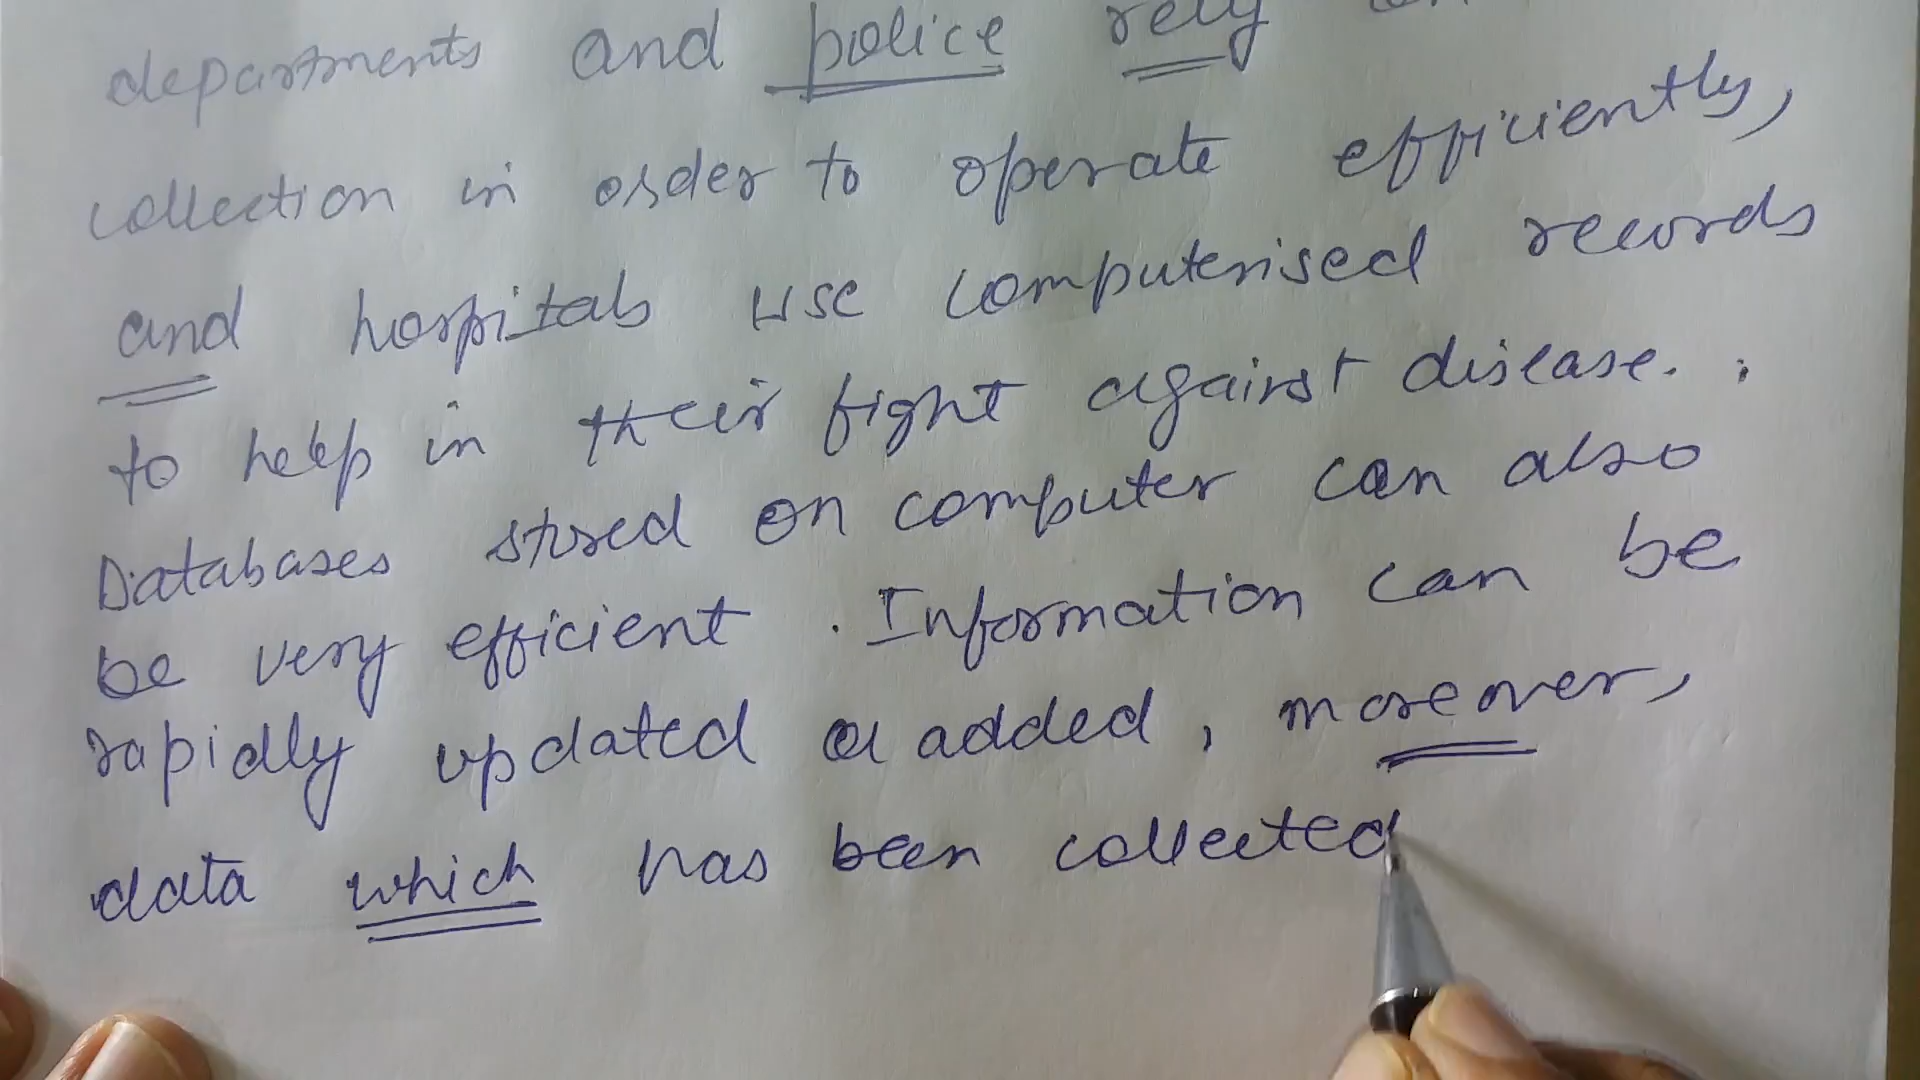 departments and police rely
collection in order to operate efficiently,
and hospitals use computerised records
to help in their fight against disease.
Databases stored on computer can also
be very efficient. Information can be
rapidly updated added, moreover,
data which has been collected